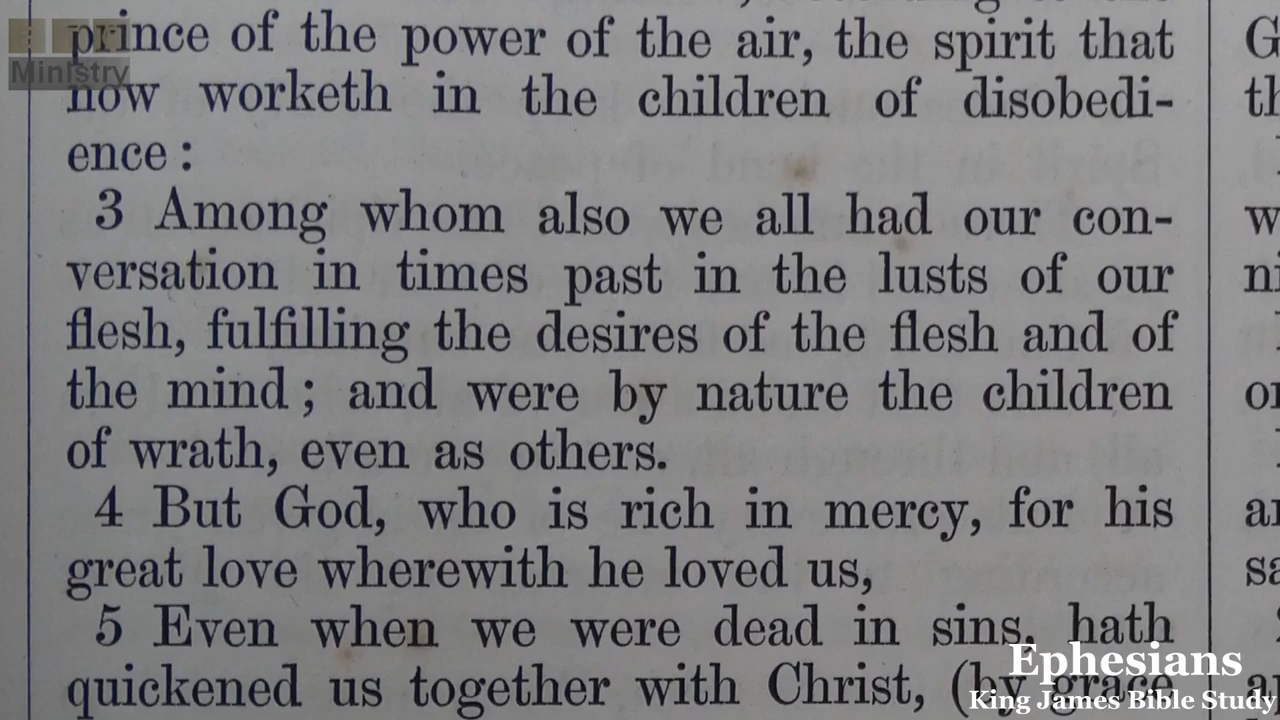 prince of the power of the air, the spirit that
now worketh in the children of disobedi-
ence:
3 Among whom also we all had our con-
versation in times past in the lusts of our
flesh, fulfilling the desires of the flesh and of
the mind; and were by nature the children
of wrath, even as others.
4 But God, who is rich in mercy, for his
great love wherewith he loved us,
5 Even when we were dead in sins, hath
quickened us together with Christ, (by grace
Ministry
Ephesians
King James Bible Study